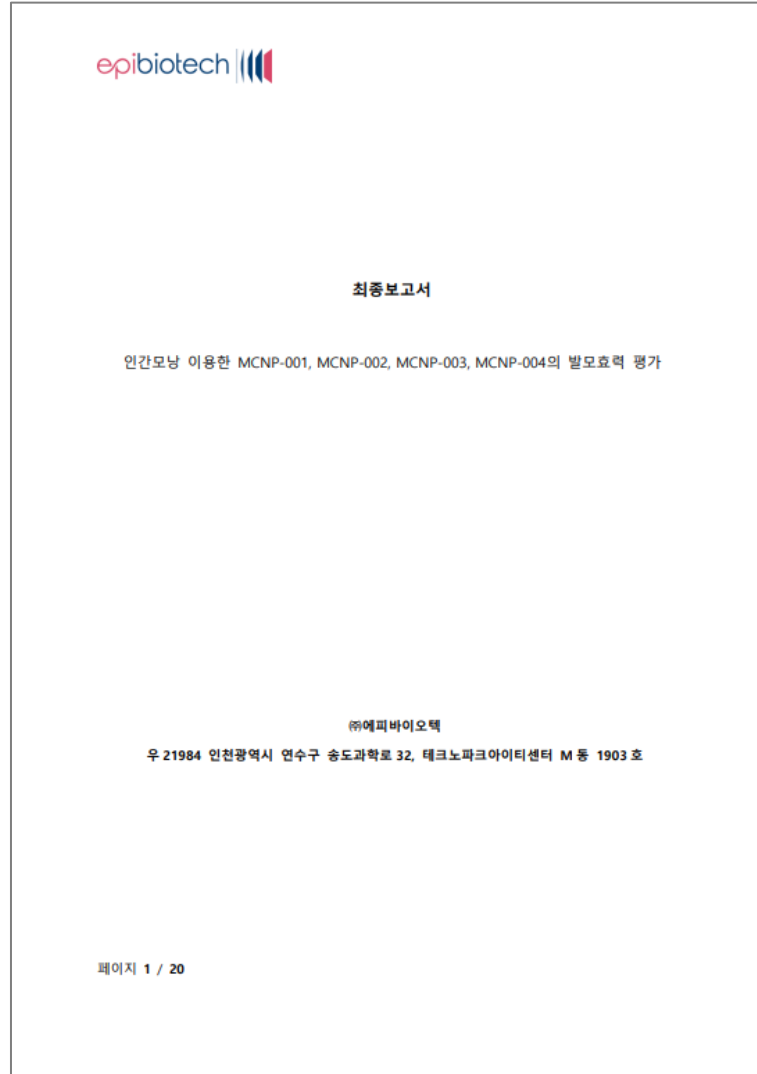 epibiotech
최종보고서
인간모낭 이용한 MCNP-001, MCNP-002, MCNP-003, MCNP-004의 발모효력 평가
㈜에피바이오텍
우 21984 인천광역시 연수구 송도과학로 32, 테크노파크아이티센터 M 동 1903 호
페이지 1 / 20